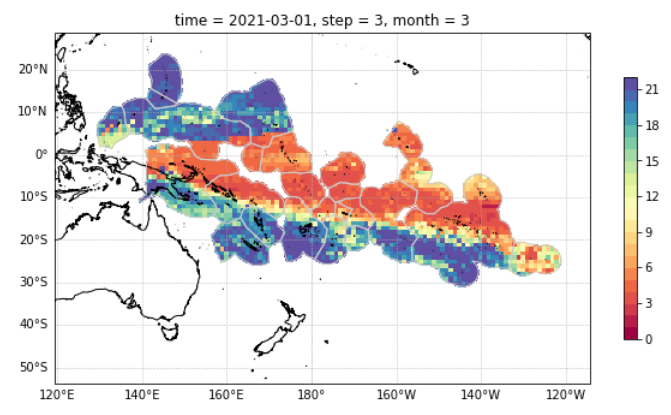 time = 2021-03-01, step = 3, month = 3
20°N
10°N
0°
10°S
20°S
30°S
40°S
50°S
120°E
140°E
160°E
180°
160°W
140°W
120°W
21
18
15
12
9
6
3
0